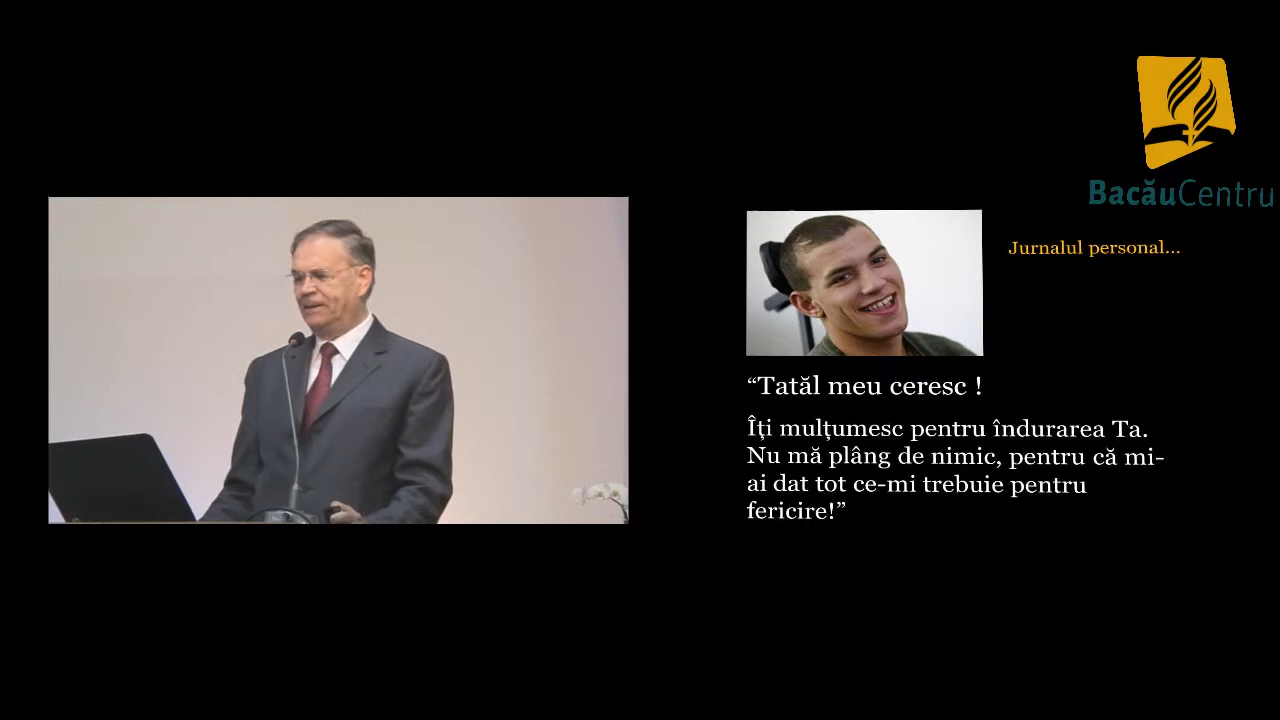 BacăuCentru
Jurnalul personal...
“Tatăl meu ceresc !
Îți mulțumesc pentru îndurarea Ta.
Nu mă plâng de nimic, pentru că mi-
ai dat tot ce-mi trebuie pentru
fericire!”